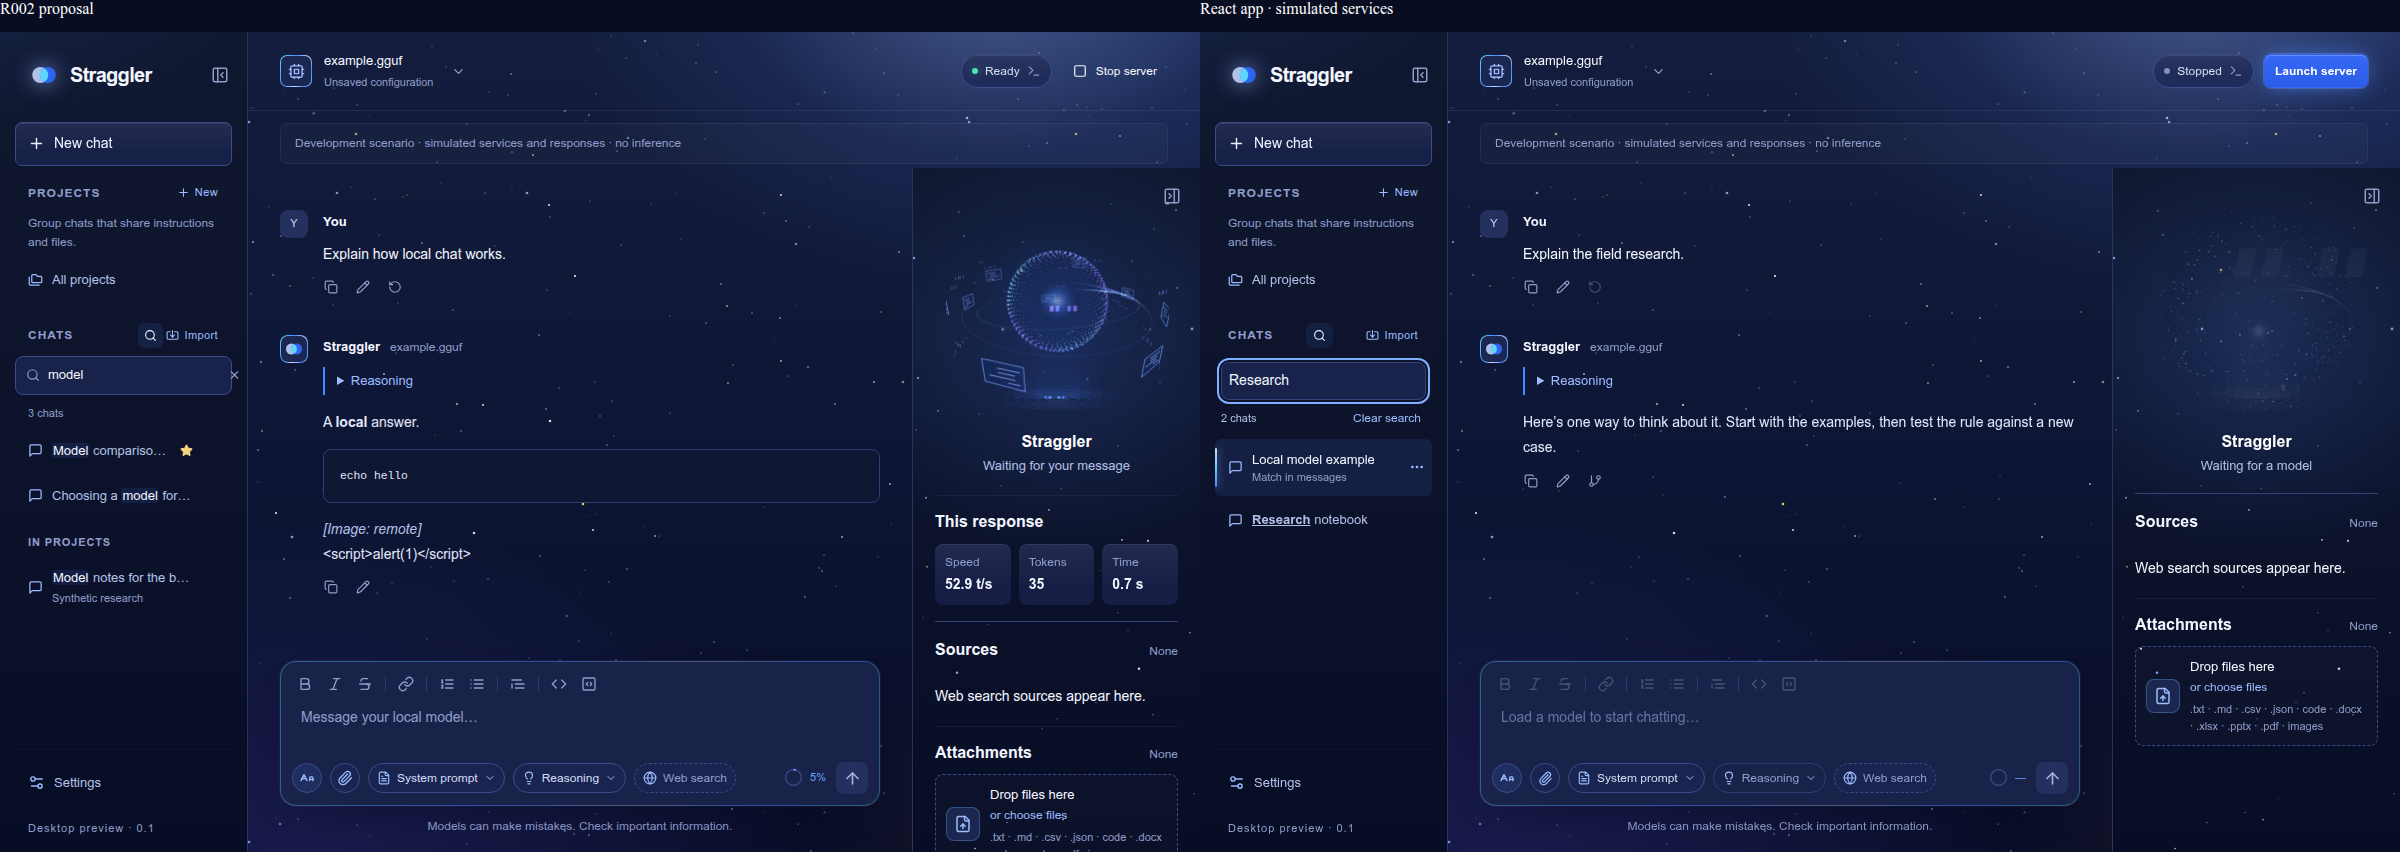 R002 proposal
Straggler
New chat
PROJECTS
New
Group chats that share instructions
and files.
All projects
CHATS
Import
model
3 chats
Model compariso...
Choosing a model for...
IN PROJECTS
Model notes for the b...
Synthetic research
Settings
Desktop preview · 0.1
example.gguf
Unsaved configuration
Ready
Stop server
Development scenario · simulated services and responses · no inference
Y
You
Explain how local chat works.
Straggler example.gguf
Reasoning
A local answer.
echo hello
[Image: remote]
<script>alert(1)</script>
Message your local model...
System prompt
Reasoning
Web search
5%
Models can make mistakes. Check important information.
Straggler
Waiting for your message
This response
Speed
52.9 t/s
Tokens
35
Time
0.7 s
Sources
None
Web search sources appear here.
Attachments
None
Drop files here
or choose files
.txt · .md · .csv · .json · code · .docx
React app · simulated services
Straggler
New chat
PROJECTS
New
Group chats that share instructions
and files.
All projects
CHATS
Import
Research
2 chats
Clear search
Local model example
Match in messages
Research notebook
Settings
Desktop preview · 0.1
example.gguf
Unsaved configuration
Stopped
Launch server
Development scenario · simulated services and responses · no inference
Y
You
Explain the field research.
Straggler example.gguf
Reasoning
Here's one way to think about it. Start with the examples, then test the rule against a new
case.
Load a model to start chatting...
System prompt
Reasoning
Web search
—
Models can make mistakes. Check important information.
Straggler
Waiting for a model
Sources
None
Web search sources appear here.
Attachments
None
Drop files here
or choose files
.txt · .md · .csv · .json · code · .docx
· .xlsx · .pptx · .pdf · images